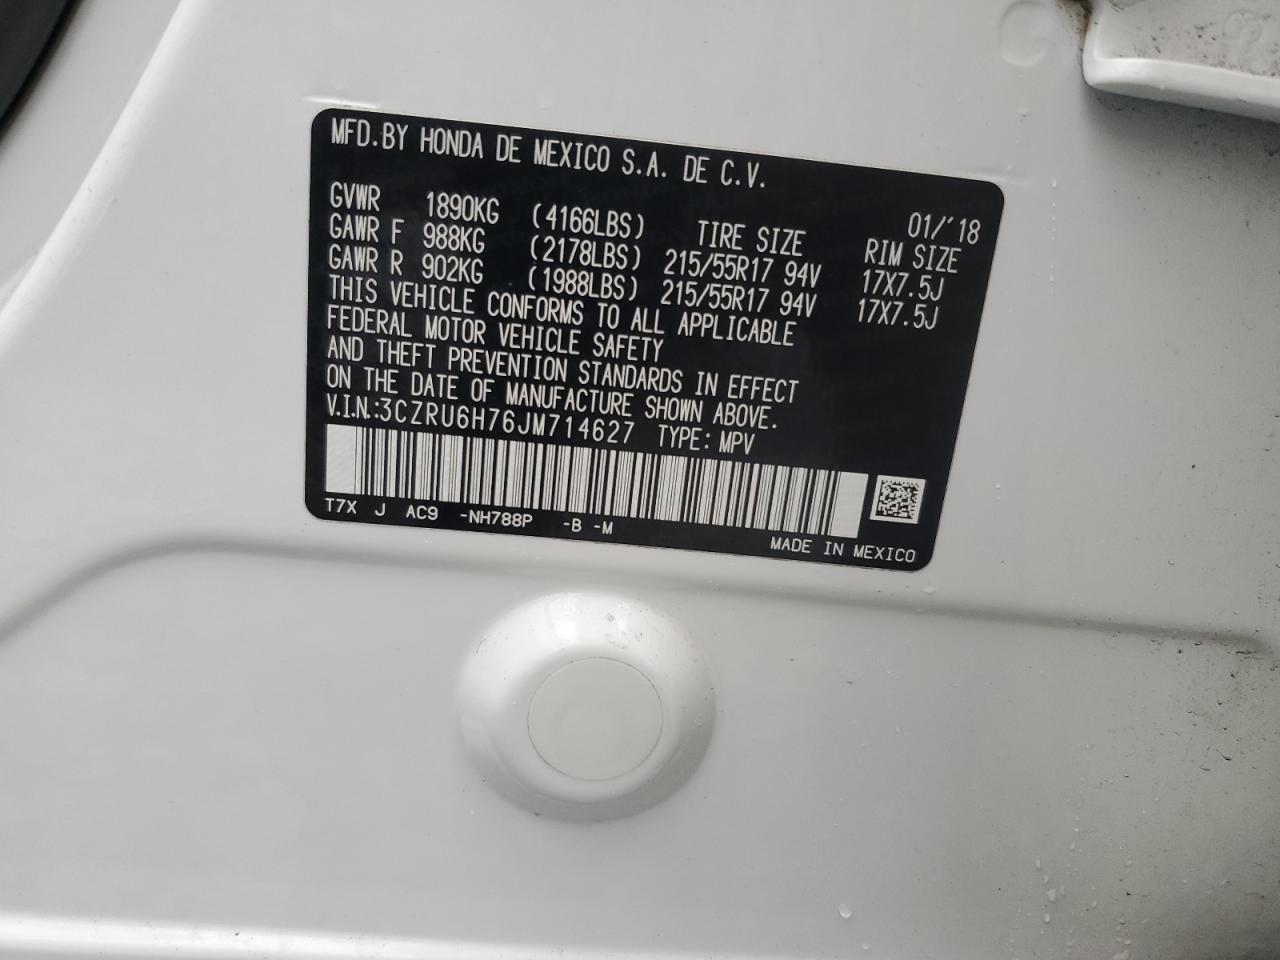 MFD.BY HONDA DE MEXICO S.A. DE C.V.
01/'18
GVWR 1890KG (4166LBS) TIRE SIZE RIM SIZE
GAWR F 988KG (2178LBS) 215/55R17 94V 17X7.5J
GAWR R 902KG (1988LBS) 215/55R17 94V 17X7.5J
THIS VEHICLE CONFORMS TO ALL APPLICABLE
FEDERAL MOTOR VEHICLE SAFETY
AND THEFT PREVENTION STANDARDS IN EFFECT
ON THE DATE OF MANUFACTURE SHOWN ABOVE.
V.I.N.:3CZRU6H76JM714627 TYPE: MPV
T7X J AC9 -NH788P -B -M
MADE IN MEXICO